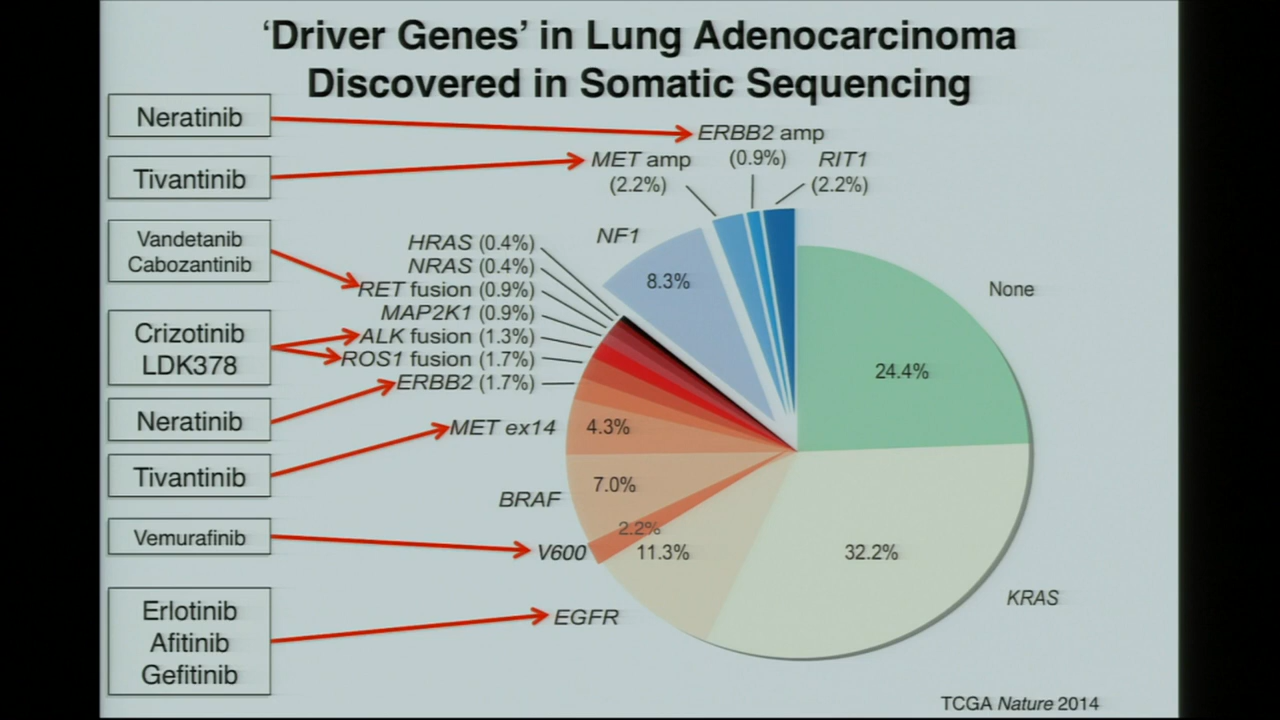 'Driver Genes' in Lung Adenocarcinoma
Discovered in Somatic Sequencing
Neratinib
Tivantinib
Vandetanib
Cabozantinib
Crizotinib
LDK378
Neratinib
Tivantinib
Vemurafinib
Erlotinib
Afitinib
Gefitinib
ERBB2 amp
(0.9%)
MET amp
(2.2%)
RIT1
(2.2%)
NF1
8.3%
HRAS (0.4%)
NRAS (0.4%)
RET fusion (0.9%)
MAP2K1 (0.9%)
ALK fusion (1.3%)
ROS1 fusion (1.7%)
ERBB2 (1.7%)
MET ex14
4.3%
BRAF
7.0%
2.2%
V600
11.3%
EGFR
None
24.4%
32.2%
KRAS
TCGA Nature 2014